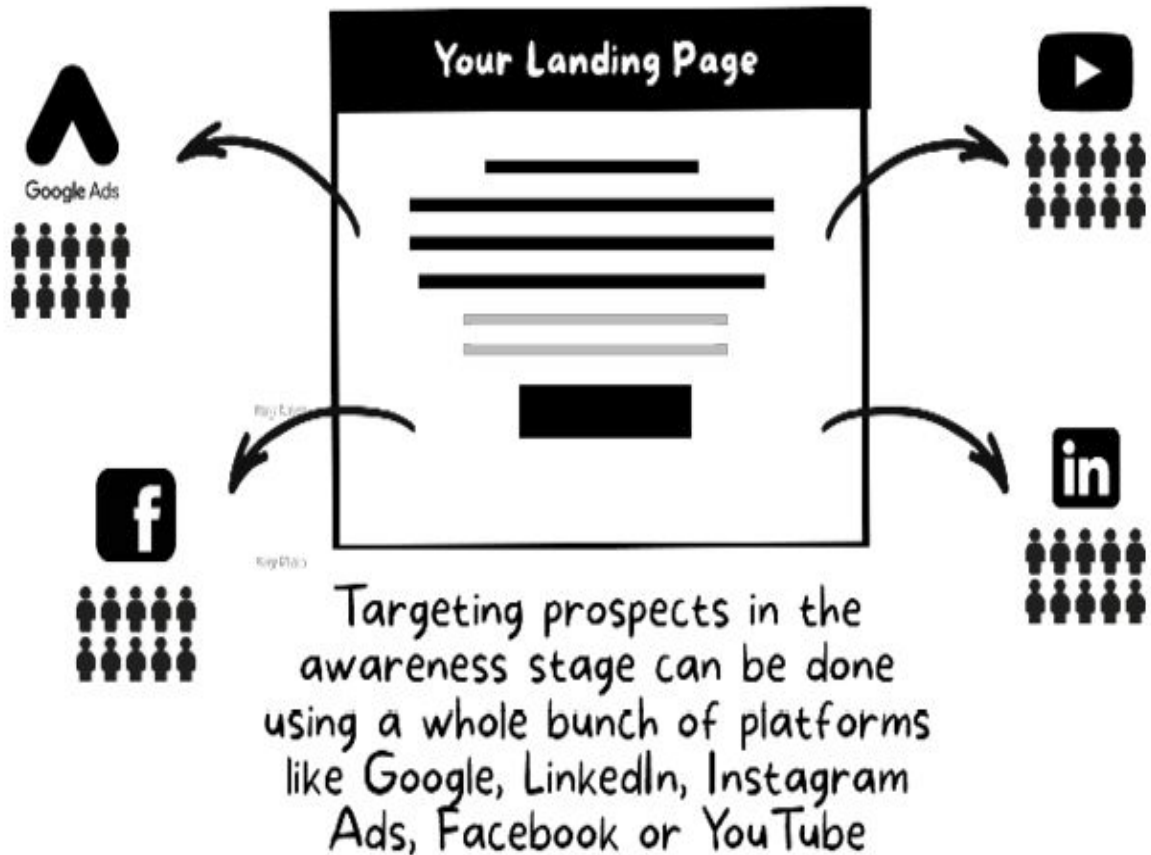 Your Landing Page
Google Ads
f
in
Targeting prospects in the
awareness stage can be done
using a whole bunch of platforms
like Google, LinkedIn, Instagram
Ads, Facebook or YouTube